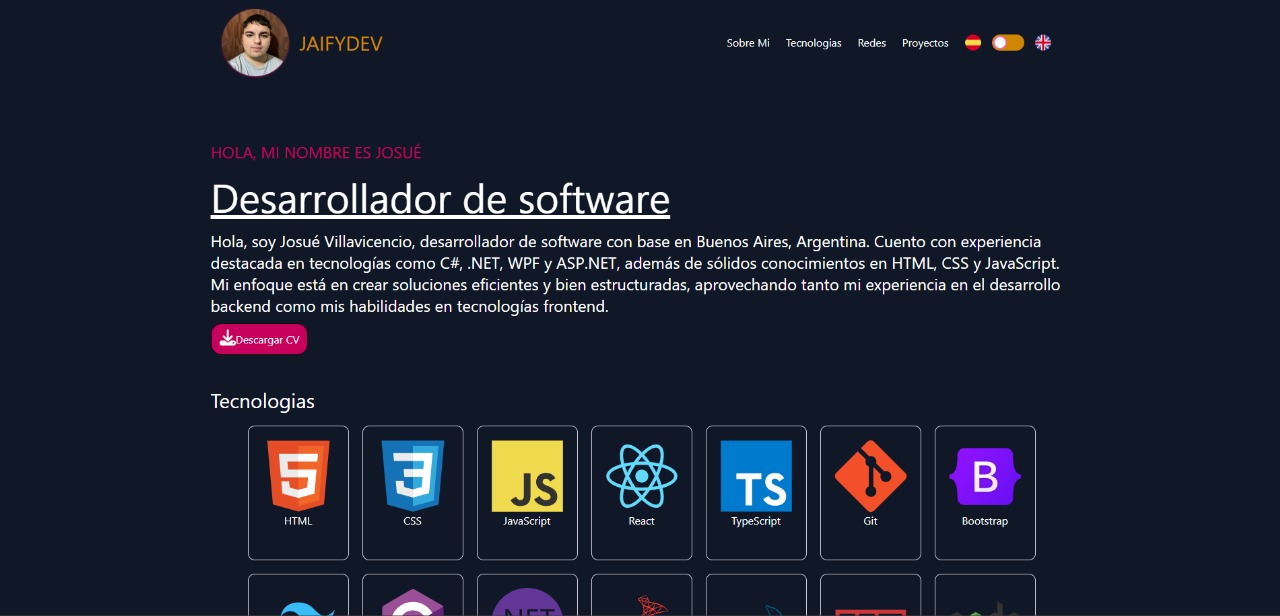 JAIFYDEV
Sobre Mi Tecnologias Redes Proyectos
HOLA, MI NOMBRE ES JOSUÉ
Desarrollador de software
Hola, soy Josué Villavicencio, desarrollador de software con base en Buenos Aires, Argentina. Cuento con experiencia
destacada en tecnologías como C#, .NET, WPF y ASP.NET, además de sólidos conocimientos en HTML, CSS y JavaScript.
Mi enfoque está en crear soluciones eficientes y bien estructuradas, aprovechando tanto mi experiencia en el desarrollo
backend como mis habilidades en tecnologías frontend.
Descargar CV
Tecnologias
5 3 JS TS B
HTML CSS JavaScript React TypeScript Git Bootstrap
.NET